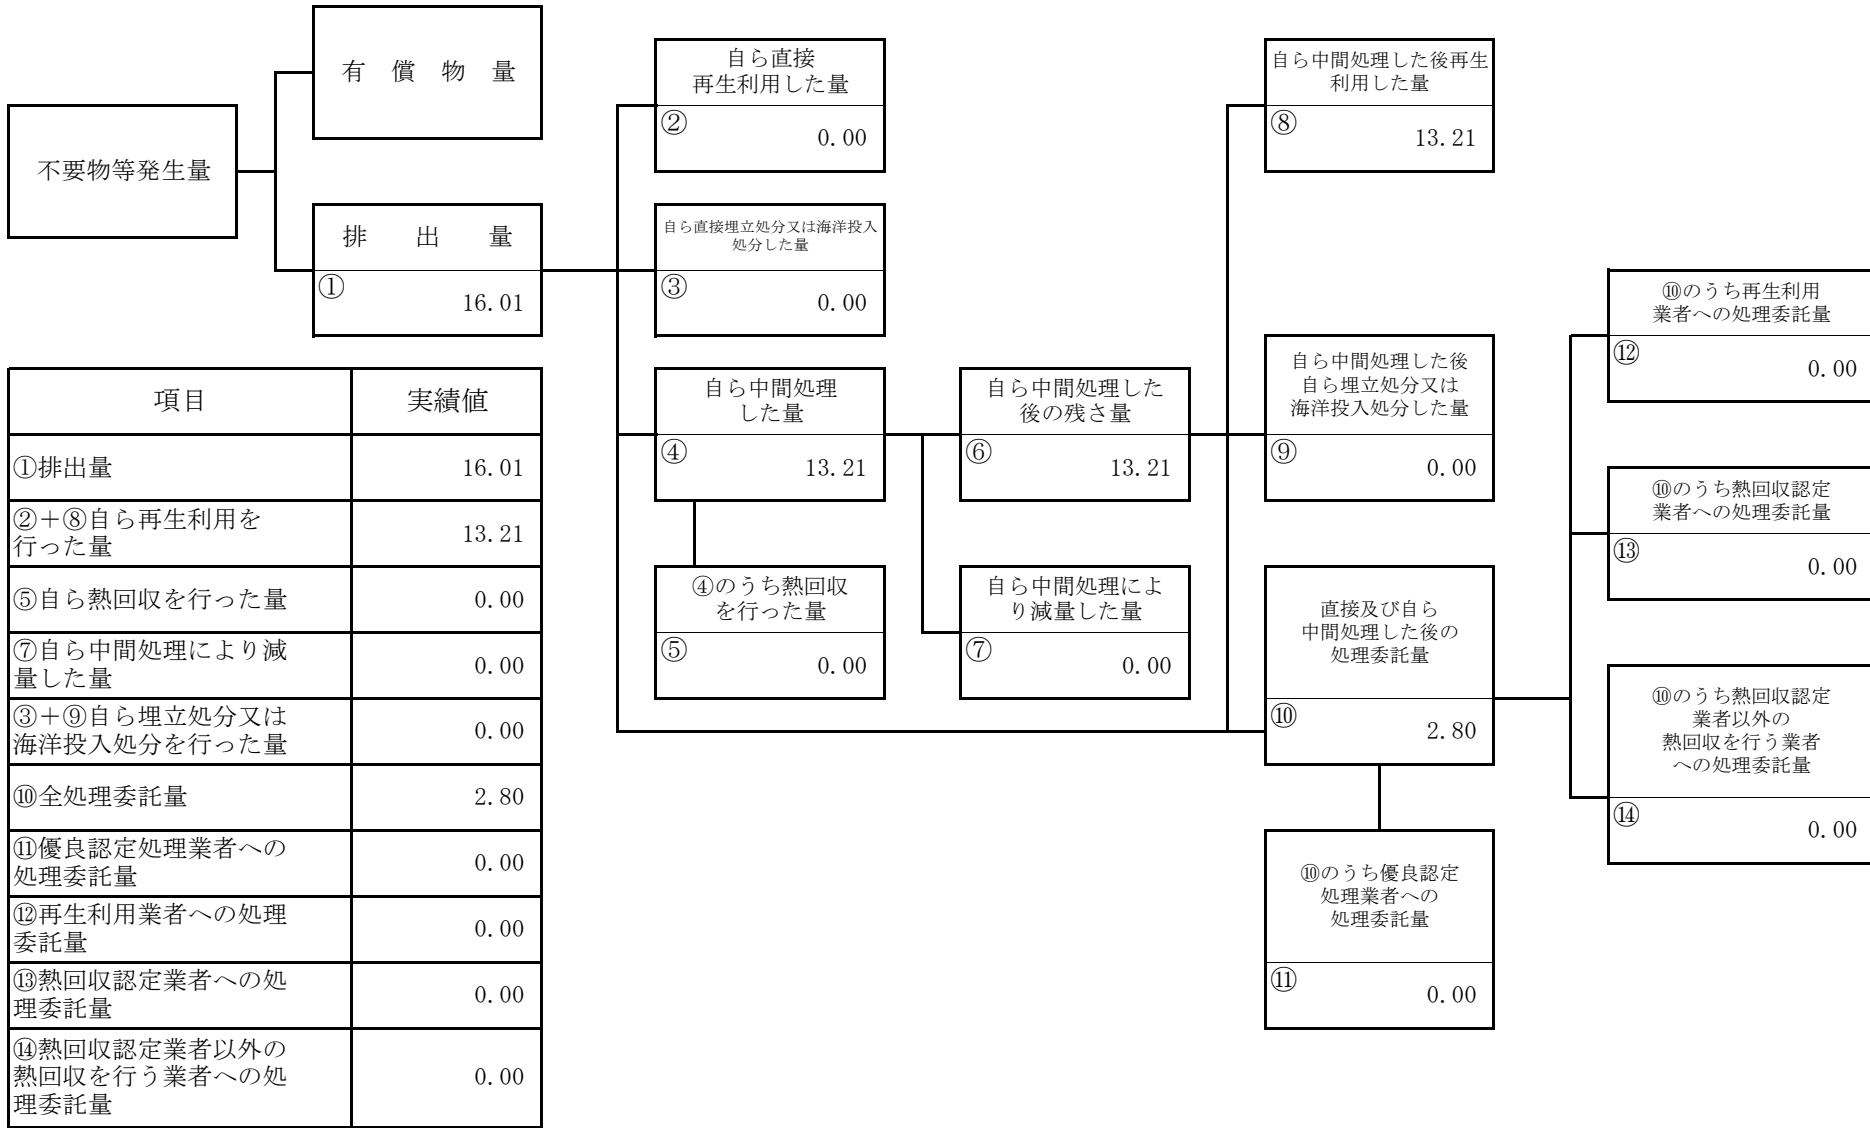 不要物等発生量
有 償 物 量
排 出 量
①
16.01
自ら直接
再生利用した量
②
0.00
自ら直接埋立処分又は海洋投入
処分した量
③
0.00
自ら中間処理
した量
④
13.21
④のうち熱回収
を行った量
⑤
0.00
自ら中間処理した
後の残さ量
⑥
13.21
自ら中間処理によ
り減量した量
⑦
0.00
自ら中間処理した後再生
利用した量
⑧
13.21
自ら中間処理した後
自ら埋立処分又は
海洋投入処分した量
⑨
0.00
直接及び自ら
中間処理した後の
処理委託量
⑩
2.80
⑩のうち優良認定
処理業者への
処理委託量
⑪
0.00
⑩のうち再生利用
業者への処理委託量
⑫
0.00
⑩のうち熱回収認定
業者への処理委託量
⑬
0.00
⑩のうち熱回収認定
業者以外の
熱回収を行う業者
への処理委託量
⑭
0.00
項目 実績値
①排出量 16.01
②＋⑧自ら再生利用を
行った量 13.21
⑤自ら熱回収を行った量 0.00
⑦自ら中間処理により減
量した量 0.00
③＋⑨自ら埋立処分又は
海洋投入処分を行った量 0.00
⑩全処理委託量 2.80
⑪優良認定処理業者への
処理委託量 0.00
⑫再生利用業者への処理
委託量 0.00
⑬熱回収認定業者への処
理委託量 0.00
⑭熱回収認定業者以外の
熱回収を行う業者への処
理委託量 0.00